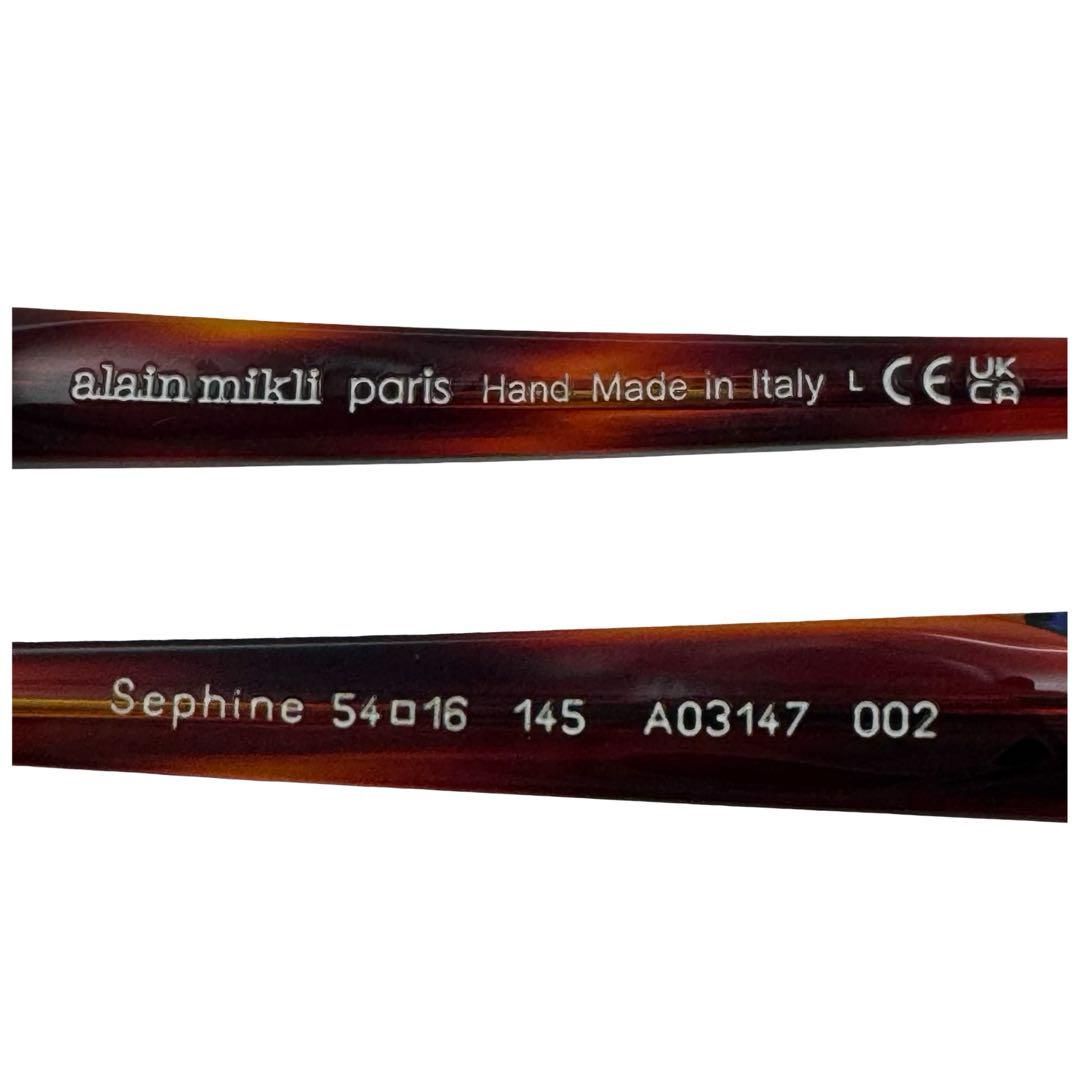 alain mikli paris Hand Made in Italy L CE UK CA
Sephine 54□16 145 A03147 002